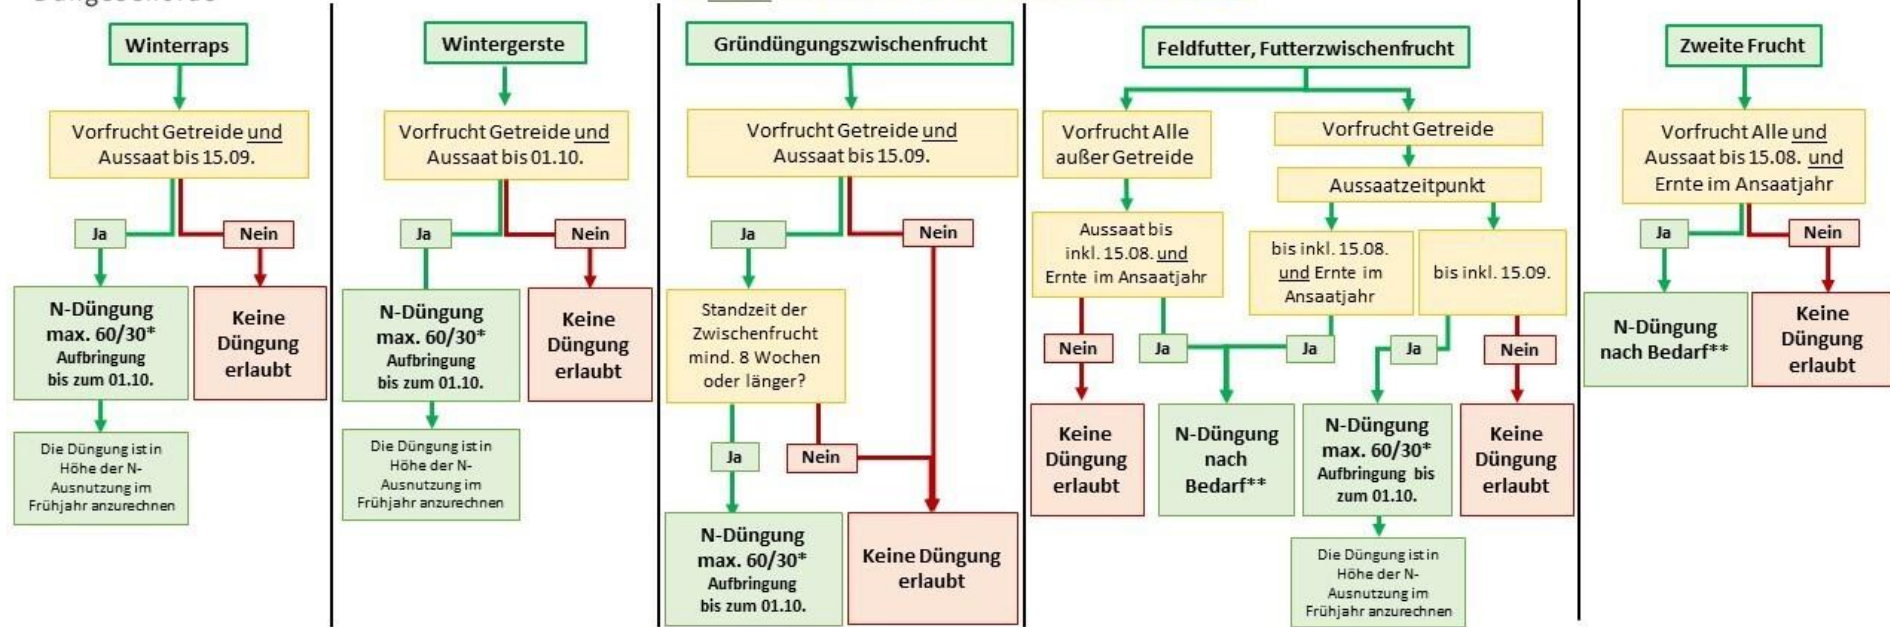 Winterraps
Vorfrucht Getreide und
Aussaat bis 15.09.
Ja
Nein
N-Düngung
max. 60/30*
Aufbringung
bis zum 01.10.
Keine
Düngung
erlaubt
Die Düngung ist in
Höhe der N-
Ausnutzung im
Frühjahr anzurechnen
Wintergerste
Vorfrucht Getreide und
Aussaat bis 01.10.
Ja
Nein
N-Düngung
max. 60/30*
Aufbringung
bis zum 01.10.
Keine
Düngung
erlaubt
Die Düngung ist in
Höhe der N-
Ausnutzung im
Frühjahr anzurechnen
Gründüngungszwischenfrucht
Vorfrucht Getreide und
Aussaat bis 15.09.
Ja
Nein
Standzeit der
Zwischenfrucht
mind. 8 Wochen
oder länger?
Ja
Nein
N-Düngung
max. 60/30*
Aufbringung
bis zum 01.10.
Keine Düngung
erlaubt
Feldfutter, Futterzwischenfrucht
Vorfrucht Alle
außer Getreide
Vorfrucht Getreide
Aussaatzeitpunkt
Aussaat bis
inkl. 15.08. und
Ernte im Ansaatjahr
bis inkl. 15.08.
und Ernte im
Ansaatjahr
bis inkl. 15.09.
Nein
Ja
Ja
Ja
Nein
Keine
Düngung
erlaubt
N-Düngung
nach
Bedarf**
N-Düngung
max. 60/30*
Aufbringung bis
zum 01.10.
Keine
Düngung
erlaubt
Die Düngung ist in
Höhe der N-
Ausnutzung im
Frühjahr anzurechnen
Zweite Frucht
Vorfrucht Alle und
Aussaat bis 15.08. und
Ernte im Ansaatjahr
Ja
Nein
N-Düngung
nach Bedarf**
Keine
Düngung
erlaubt